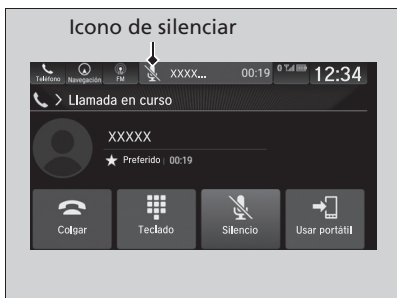 Icono de silenciar
Teléfono Navegación FM XXXX... 00:19 12:34
> Llamada en curso
XXXXX
★ Preferido | 00:19
Colgar Teclado Silencio Usar portátil